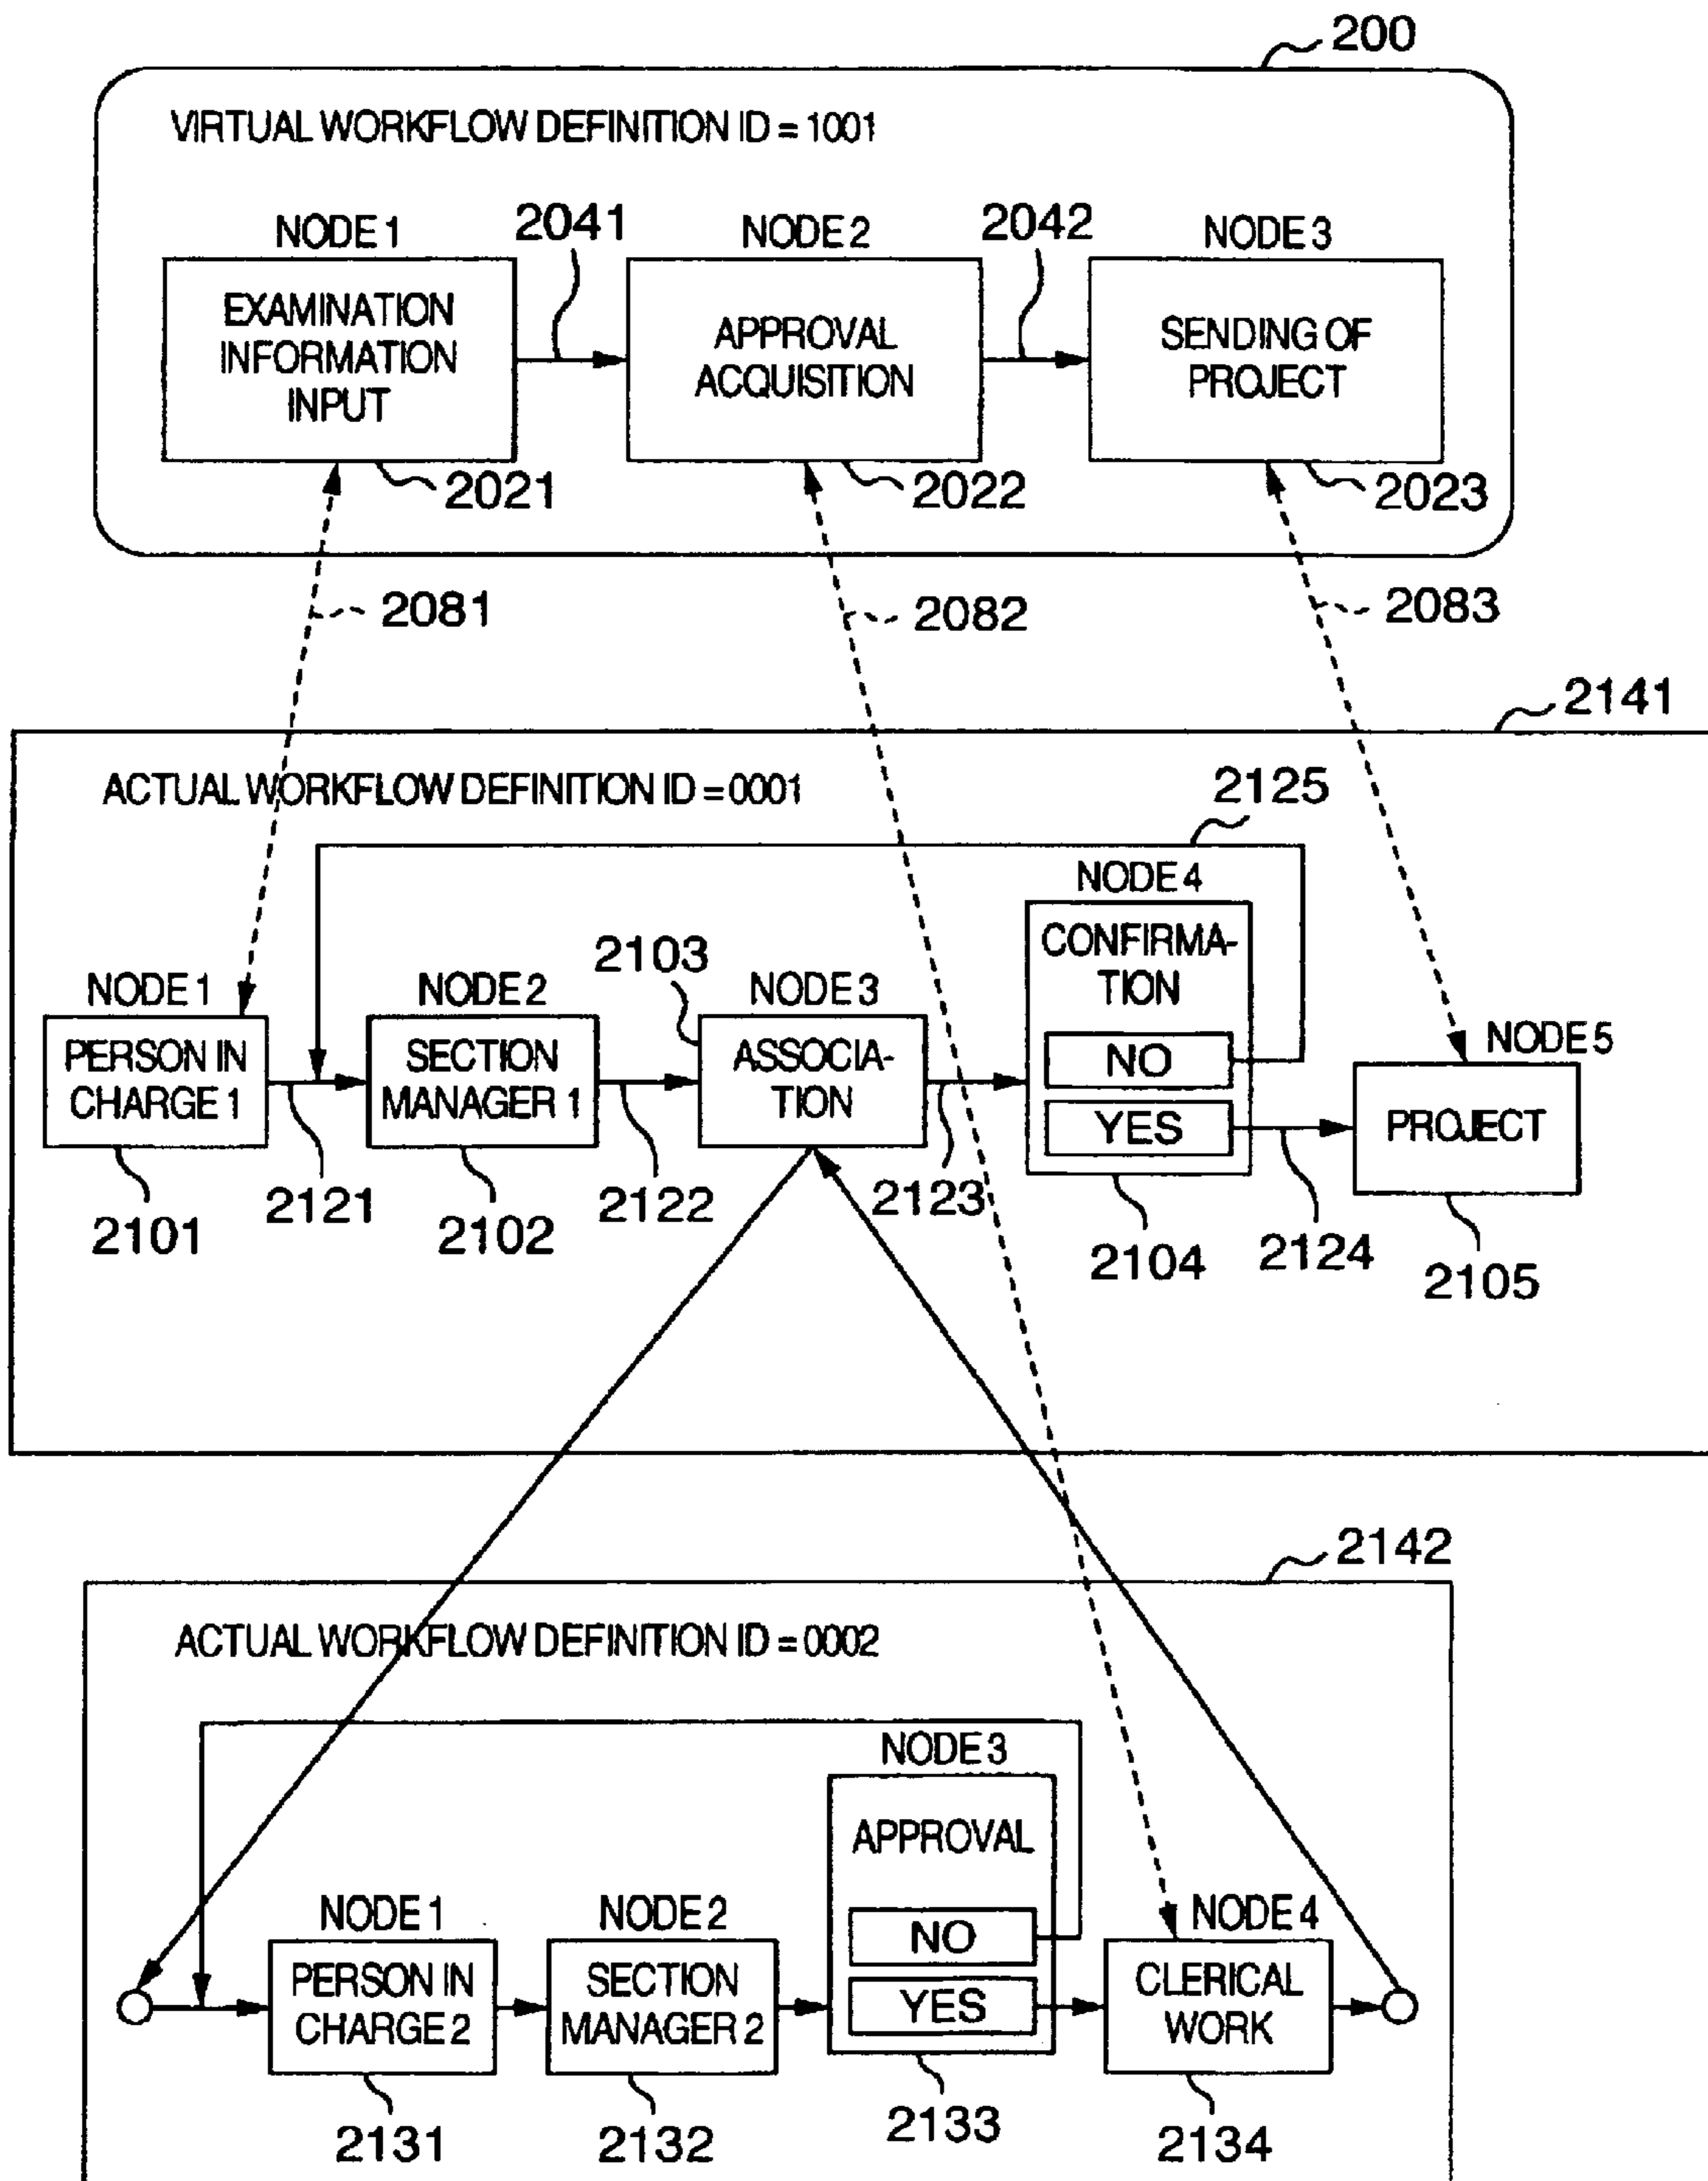 200
VIRTUAL WORKFLOW DEFINITION ID = 1001
NODE 1
2041
NODE 2
2042
NODE 3
EXAMINATION
INFORMATION
INPUT
APPROVAL
ACQUISITION
SENDING OF
PROJECT
2021
2022
2023
2081
2082
2083
2141
ACTUAL WORKFLOW DEFINITION ID = 0001
2125
NODE 4
CONFIRMA-
TION
NO
YES
2103
NODE 1
NODE 2
NODE 3
NODE 5
PERSON IN
CHARGE 1
SECTION
MANAGER 1
ASSOCIA-
TION
PROJECT
2101
2121
2102
2122
2123
2104
2124
2105
2142
ACTUAL WORKFLOW DEFINITION ID = 0002
NODE 3
APPROVAL
NO
YES
NODE 1
NODE 2
NODE 4
PERSON IN
CHARGE 2
SECTION
MANAGER 2
CLERICAL
WORK
2131
2132
2133
2134